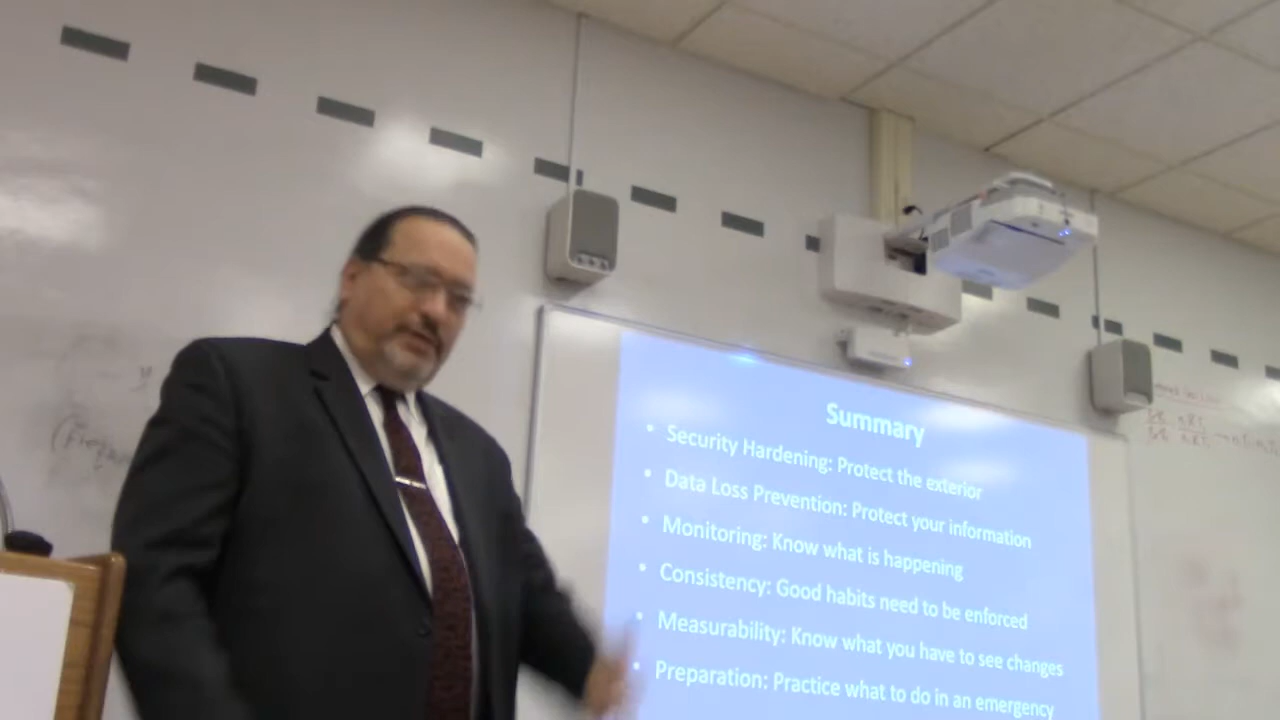 Summary
• Security Hardening: Protect the exterior
• Data Loss Prevention: Protect your information
• Monitoring: Know what is happening
• Consistency: Good habits need to be enforced
• Measurability: Know what you have to see changes
• Preparation: Practice what to do in an emergency